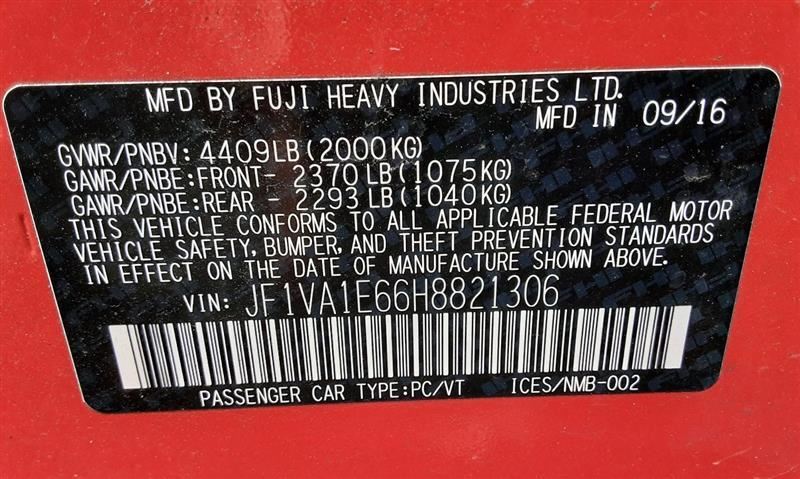 MFD BY FUJI HEAVY INDUSTRIES LTD.
MFD IN 09/16
GVWR/PNBV: 4409LB(2000KG)
GAWR/PNBE:FRONT- 2370LB(1075KG)
GAWR/PNBE:REAR - 2293LB(1040KG)
THIS VEHICLE CONFORMS TO ALL APPLICABLE FEDERAL MOTOR
VEHICLE SAFETY, BUMPER, AND THEFT PREVENTION STANDARDS
IN EFFECT ON THE DATE OF MANUFACTURE SHOWN ABOVE.
VIN: JF1VA1E66H8821306
PASSENGER CAR TYPE:PC/VT ICES/NMB-002